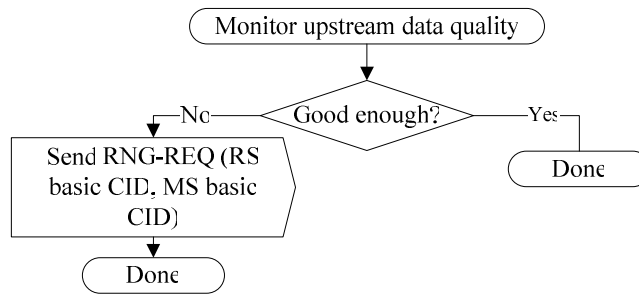 Monitor upstream data quality
Good enough?
No
Yes
Send RNG-REQ (RS
basic CID, MS basic
CID)
Done
Done